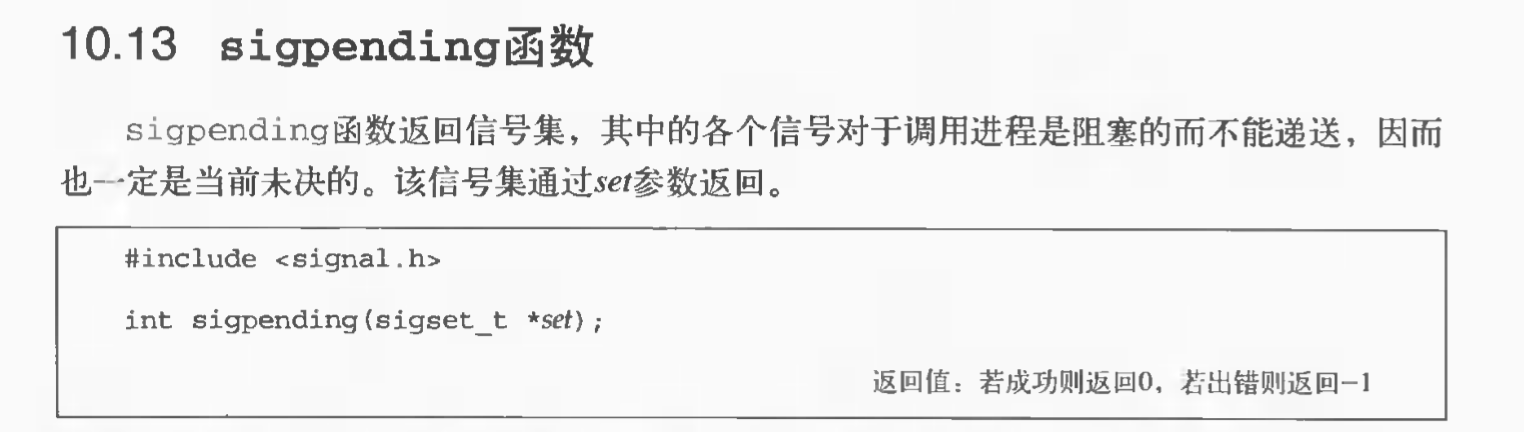 10.13 sigpending函数
sigpending函数返回信号集，其中的各个信号对于调用进程是阻塞的而不能递送，因而
也一定是当前未决的。该信号集通过set参数返回。
#include <signal.h>
int sigpending(sigset_t *set);
返回值：若成功则返回0，若出错则返回-1